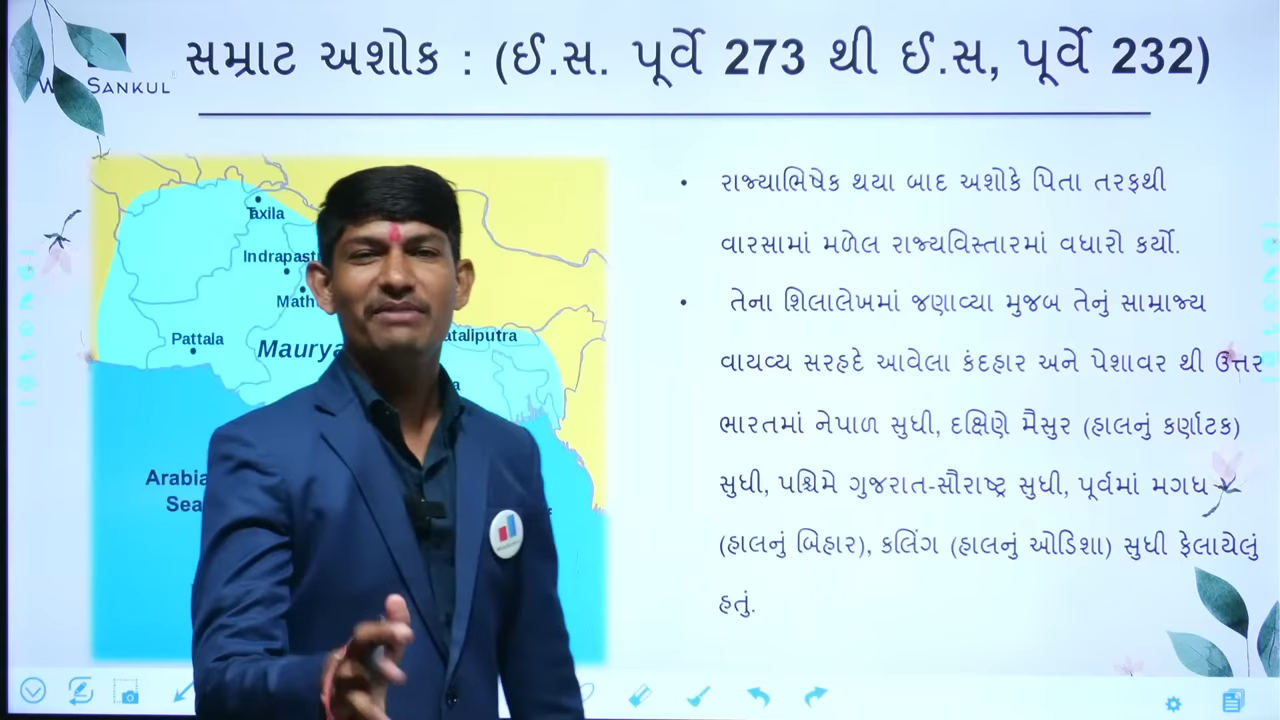 સમ્રાટ અશોક : (ઈ.સ. પૂર્વે 273 થી ઈ.સ, પૂર્વે 232)
SANKUL
રાજ્યાભિષેક થયા બાદ અશોકે પિતા તરફથી
વારસામાં મળેલ રાજ્યવિસ્તારમાં વધારો કર્યો.
તેના શિલાલેખમાં જણાવ્યા મુજબ તેનું સામ્રાજ્ય
વાયવ્ય સરહદે આવેલા કંદહાર અને પેશાવર થી ઉત્તર
ભારતમાં નેપાળ સુધી, દક્ષિણે મૈસુર (હાલનું કર્ણાટક)
સુધી, પશ્ચિમે ગુજરાત-સૌરાષ્ટ્ર સુધી, પૂર્વમાં મગધ
(હાલનું બિહાર), કલિંગ (હાલનું ઓડિશા) સુધી ફેલાયેલું
હતું.
Taxila
Indrapast
Math
Pattala
ataliputra
Maurya
Arabia
Sea